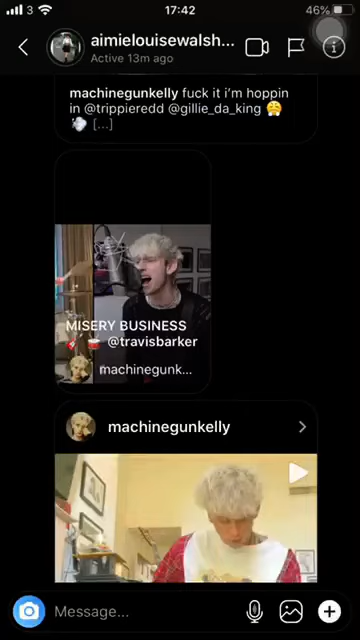 3
17:42
46%
aimielouisewalsh...
Active 13m ago
machinegunkelly fuck it i’m hoppin
in @trippieredd @gillie_da_king 😤
💨 [...]
MISERY BUSINESS
🎸 🥁 @travisbarker
machinegunk...
machinegunkelly
Message...